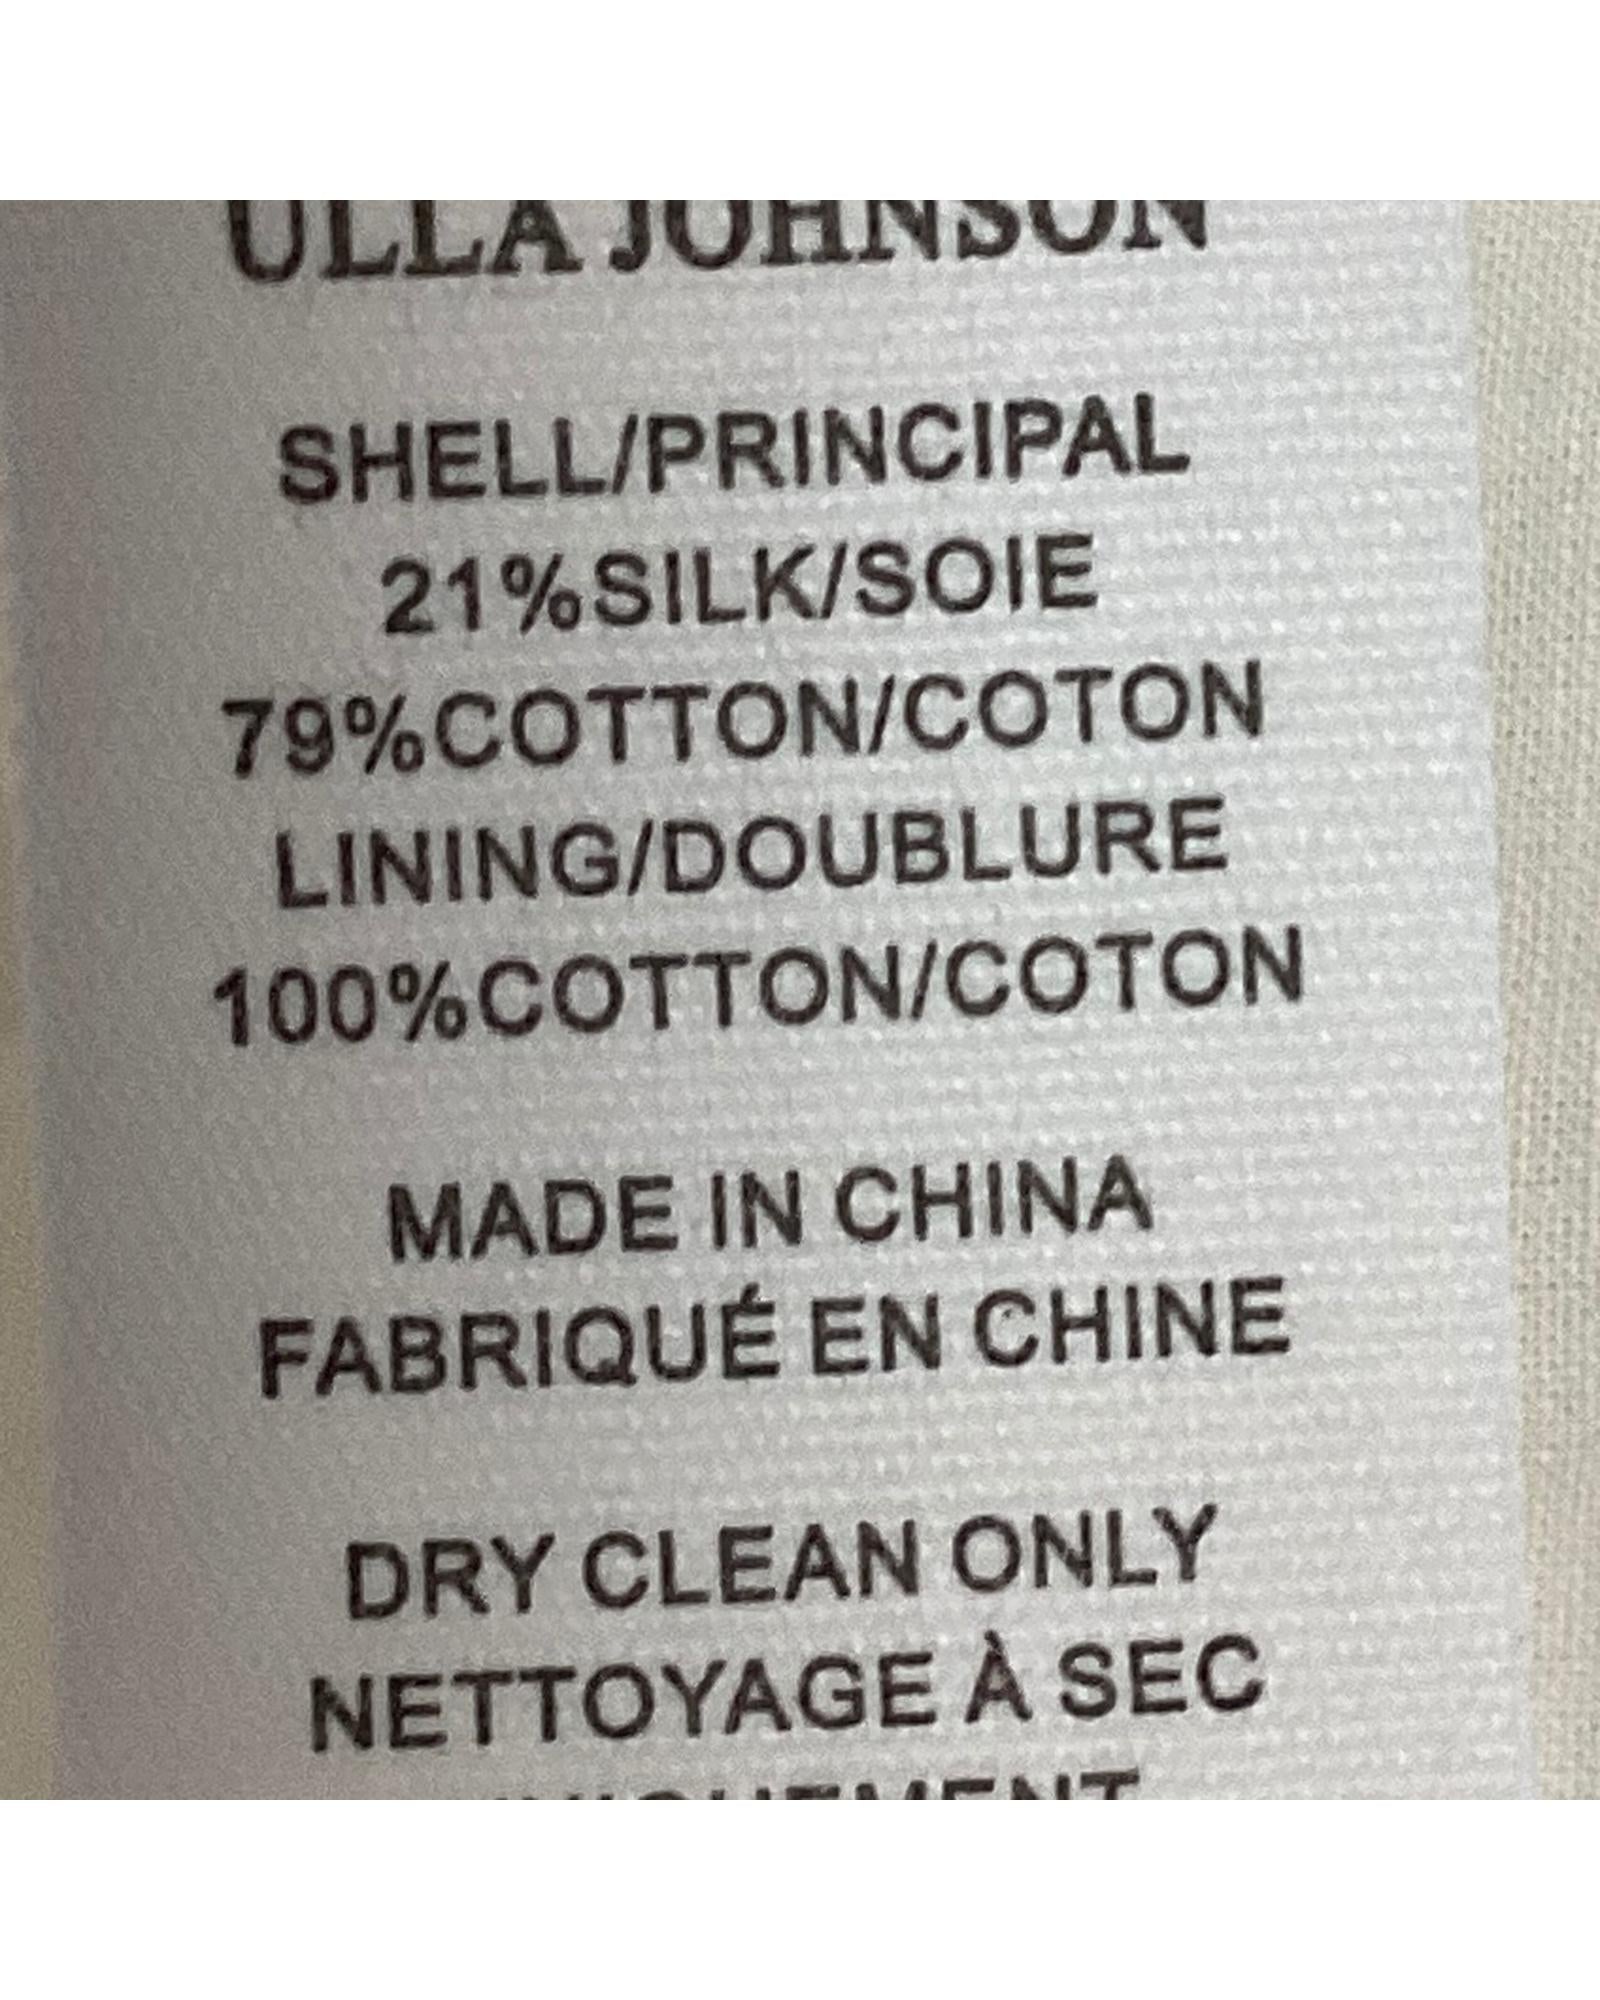 ULLA JOHNSON
SHELL/PRINCIPAL
21%SILK/SOIE
79%COTTON/COTON
LINING/DOUBLURE
100%COTTON/COTON
MADE IN CHINA
FABRIQUÉ EN CHINE
DRY CLEAN ONLY
NETTOYAGE À SEC